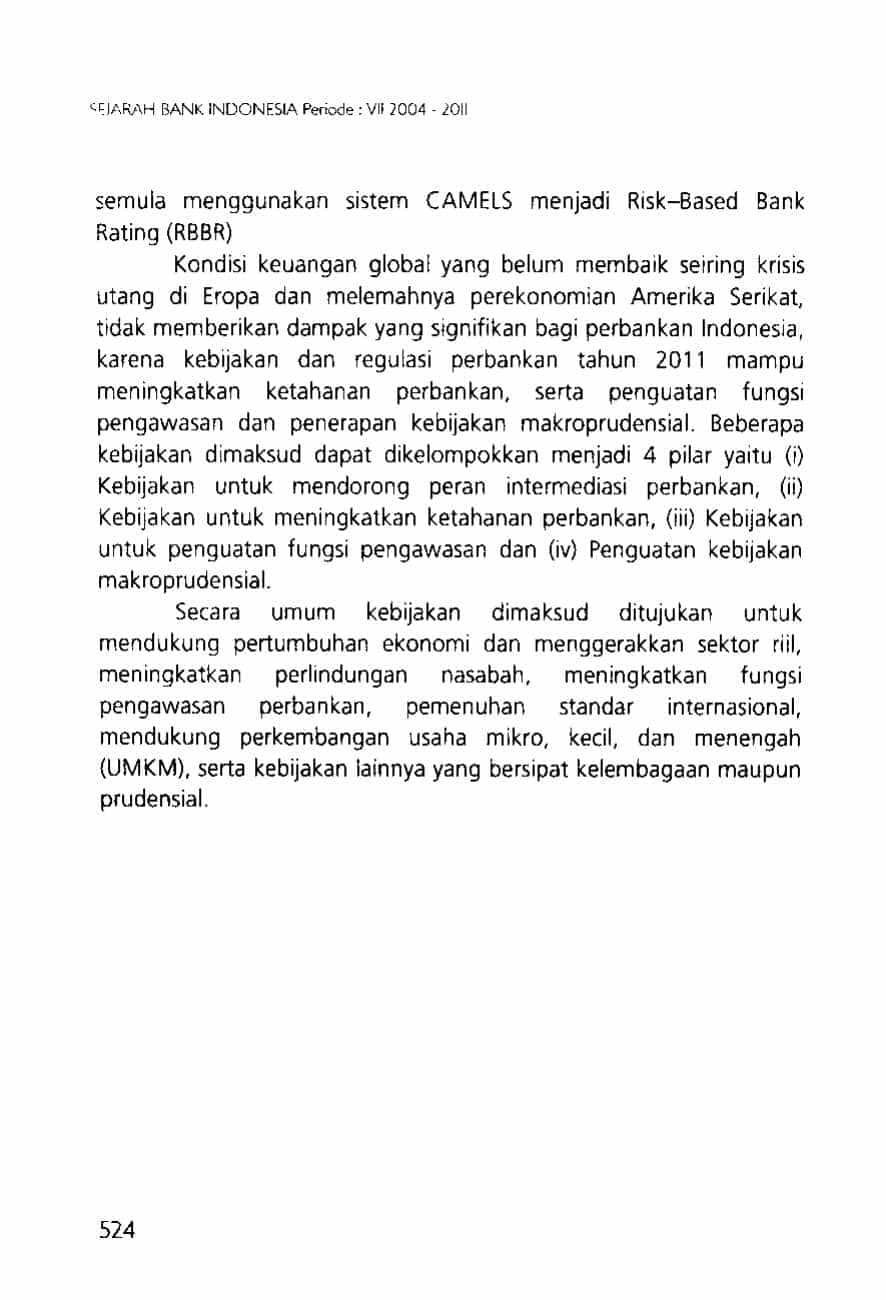 SEJARAH BANK INDONESIA Periode : VII 2004 - 2011
semula menggunakan sistem CAMELS menjadi Risk–Based Bank
Rating (RBBR)
Kondisi keuangan global yang belum membaik seiring krisis
utang di Eropa dan melemahnya perekonomian Amerika Serikat,
tidak memberikan dampak yang signifikan bagi perbankan Indonesia,
karena kebijakan dan regulasi perbankan tahun 2011 mampu
meningkatkan ketahanan perbankan, serta penguatan fungsi
pengawasan dan penerapan kebijakan makroprudensial. Beberapa
kebijakan dimaksud dapat dikelompokkan menjadi 4 pilar yaitu (i)
Kebijakan untuk mendorong peran intermediasi perbankan, (ii)
Kebijakan untuk meningkatkan ketahanan perbankan, (iii) Kebijakan
untuk penguatan fungsi pengawasan dan (iv) Penguatan kebijakan
makroprudensial.
Secara umum kebijakan dimaksud ditujukan untuk
mendukung pertumbuhan ekonomi dan menggerakkan sektor riil,
meningkatkan perlindungan nasabah, meningkatkan fungsi
pengawasan perbankan, pemenuhan standar internasional,
mendukung perkembangan usaha mikro, kecil, dan menengah
(UMKM), serta kebijakan lainnya yang bersipat kelembagaan maupun
prudensial.
524